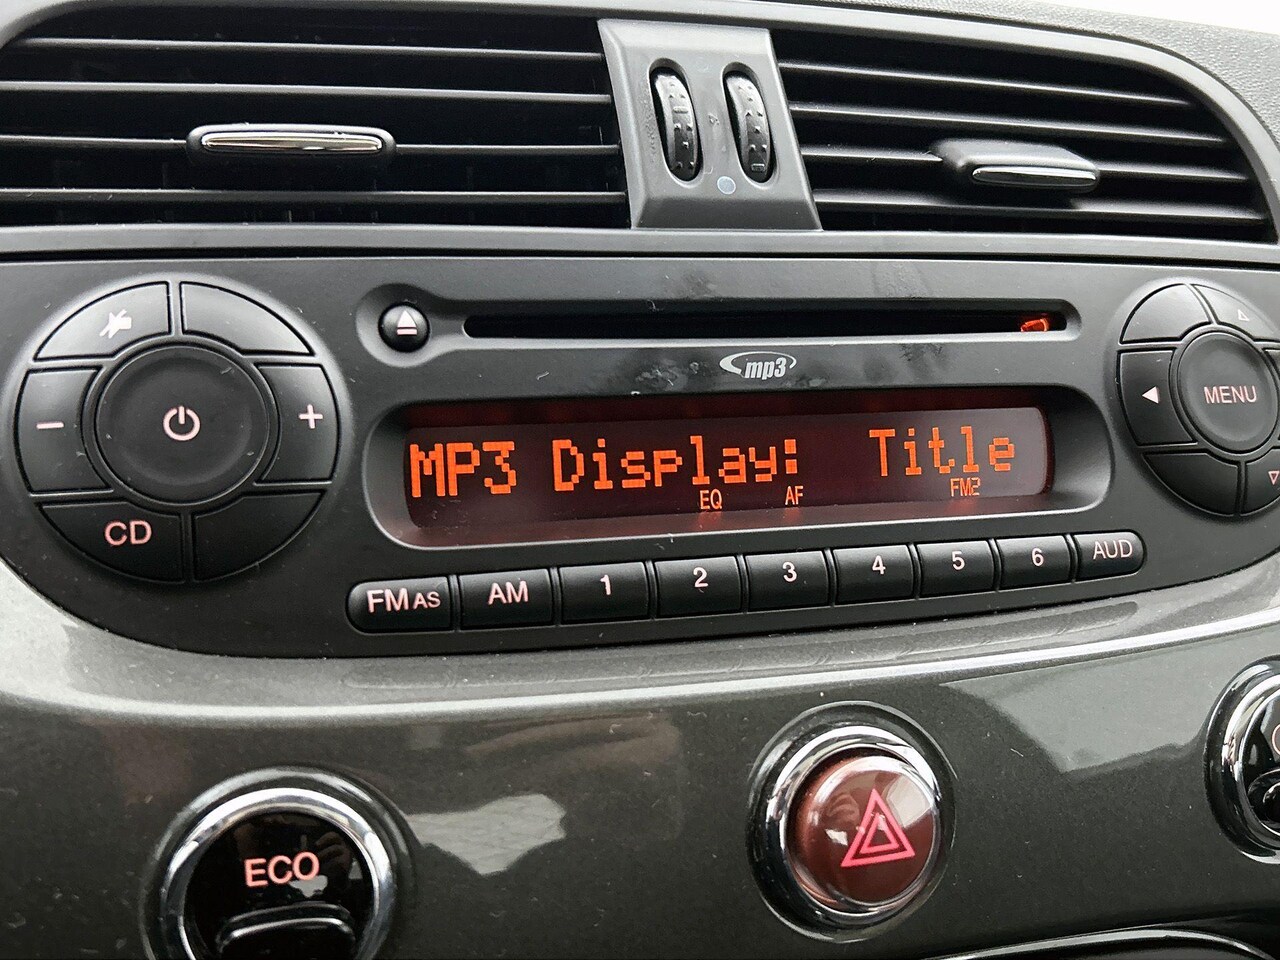 mp3
MP3 Display: Title
EQ AF FM2
MENU
CD
FM AS AM 1 2 3 4 5 6 AUD
ECO